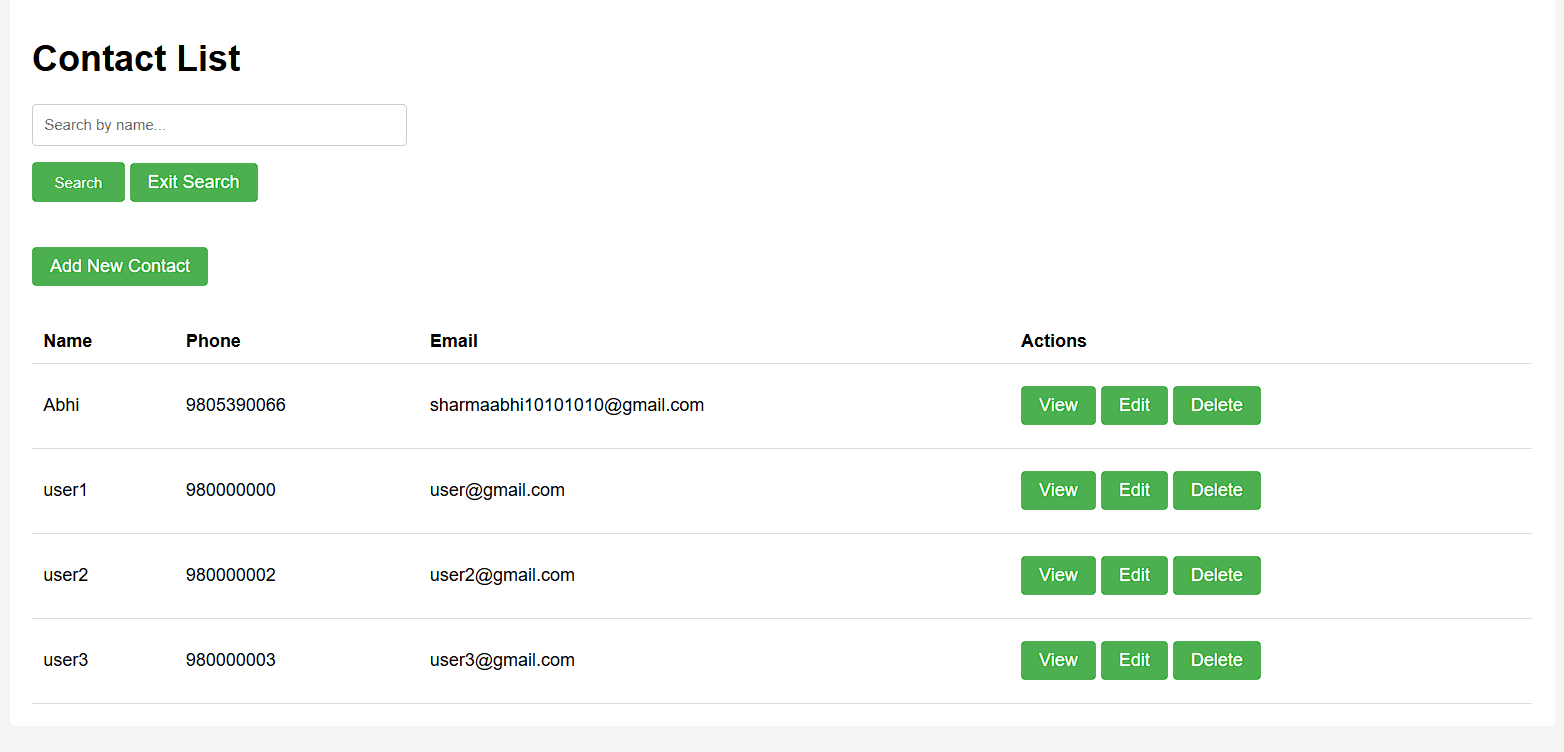 Contact List
Search by name...
Search Exit Search
Add New Contact
Name Phone Email Actions
Abhi 9805390066 sharmaabhi10101010@gmail.com View Edit Delete
user1 980000000 user@gmail.com View Edit Delete
user2 980000002 user2@gmail.com View Edit Delete
user3 980000003 user3@gmail.com View Edit Delete